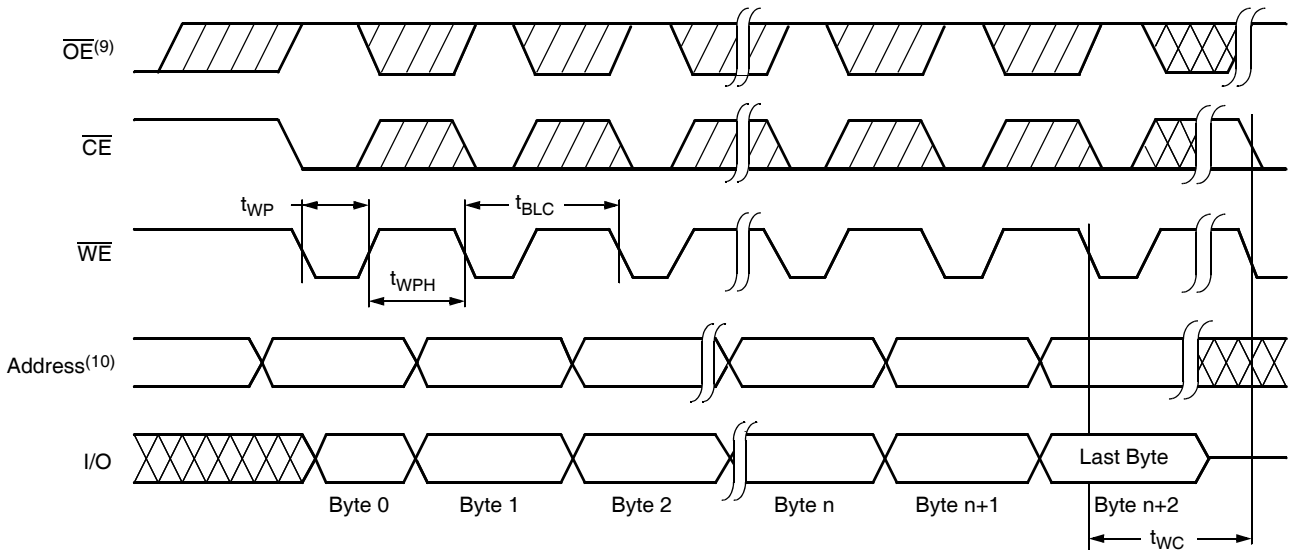 OE(9)
CE
tWP
tBLC
WE
tWPH
Address(10)
I/O
Last Byte
Byte 0 Byte 1 Byte 2 Byte n Byte n+1 Byte n+2
tWC